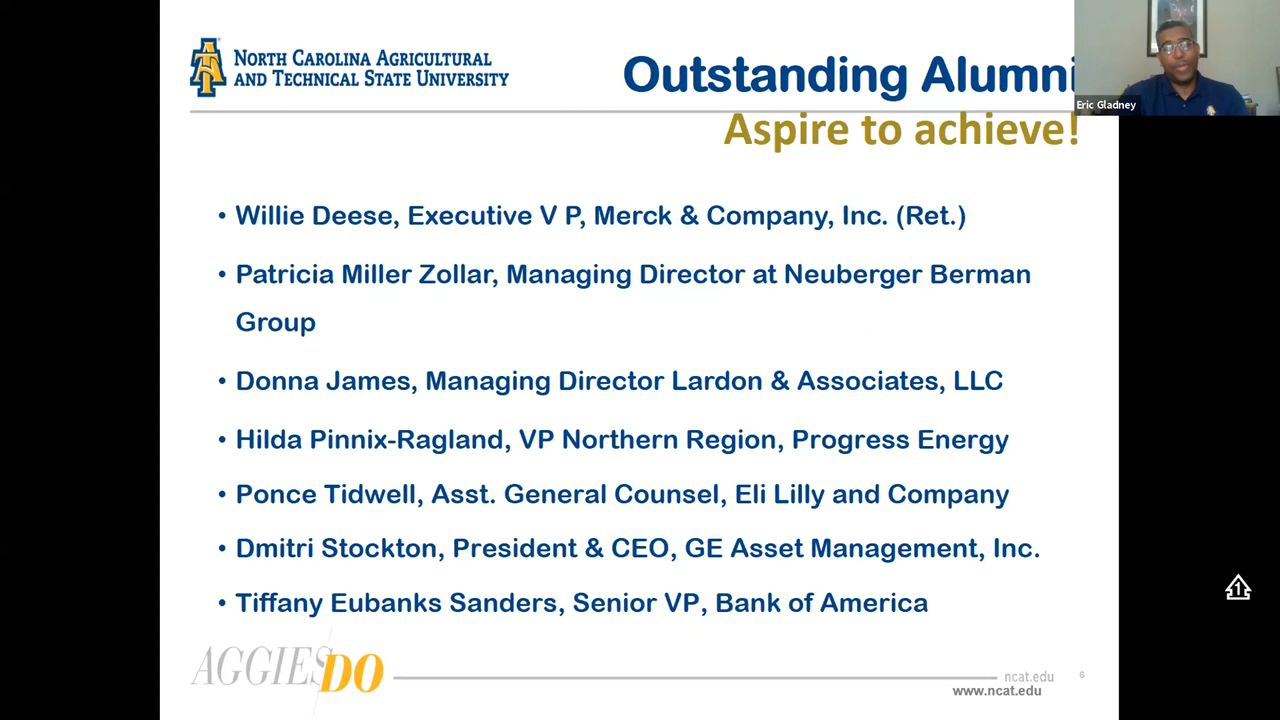 NORTH CAROLINA AGRICULTURAL
AND TECHNICAL STATE UNIVERSITY
Outstanding Alumni
Eric Gladney
Aspire to achieve!
• Willie Deese, Executive V P, Merck & Company, Inc. (Ret.)
• Patricia Miller Zollar, Managing Director at Neuberger Berman
Group
• Donna James, Managing Director Lardon & Associates, LLC
• Hilda Pinnix-Ragland, VP Northern Region, Progress Energy
• Ponce Tidwell, Asst. General Counsel, Eli Lilly and Company
• Dmitri Stockton, President & CEO, GE Asset Management, Inc.
• Tiffany Eubanks Sanders, Senior VP, Bank of America
1
AGGIES DO
ncat.edu
6
www.ncat.edu